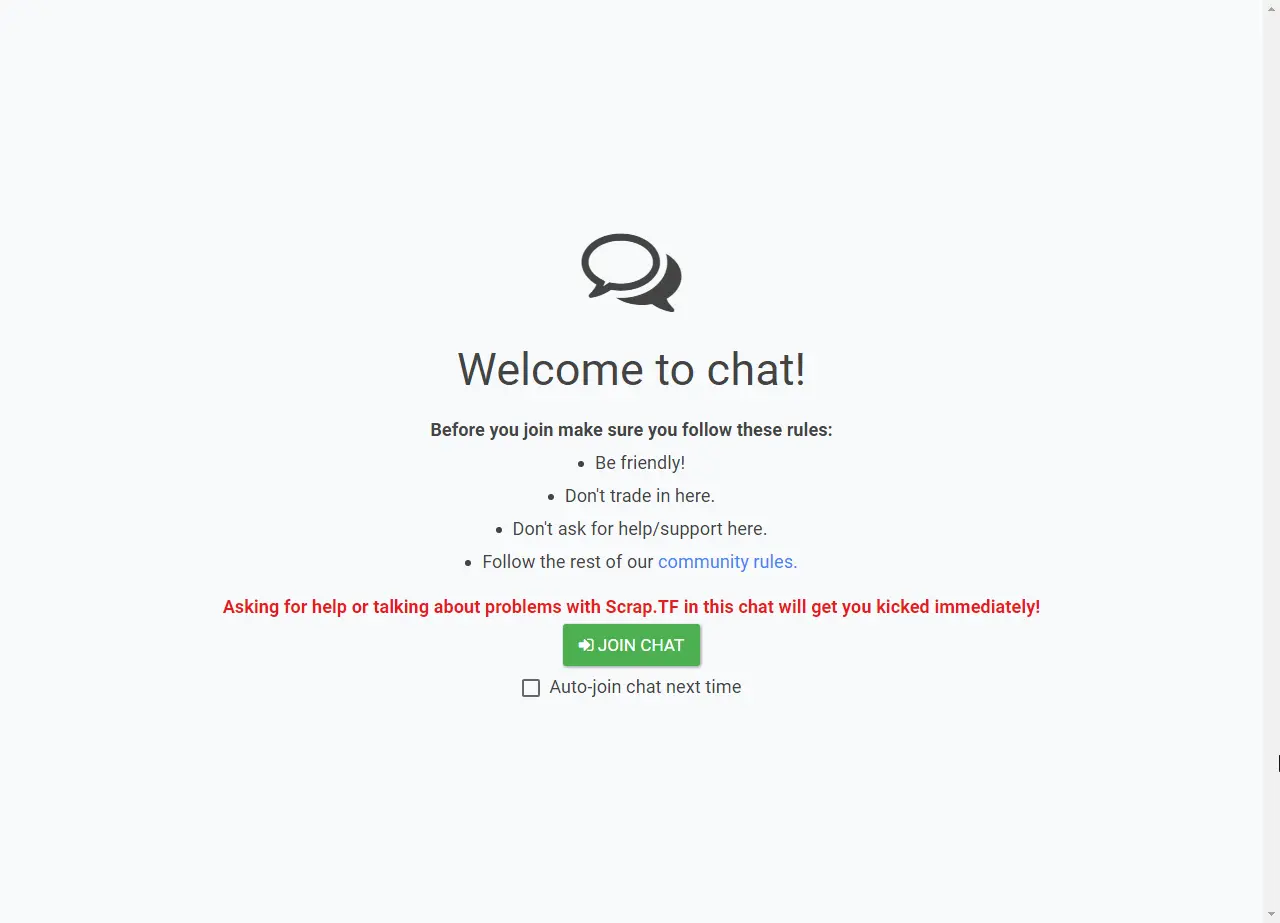 Welcome to chat!
Before you join make sure you follow these rules:
• Be friendly!
• Don't trade in here.
• Don't ask for help/support here.
• Follow the rest of our community rules.
Asking for help or talking about problems with Scrap.TF in this chat will get you kicked immediately!
JOIN CHAT
Auto-join chat next time